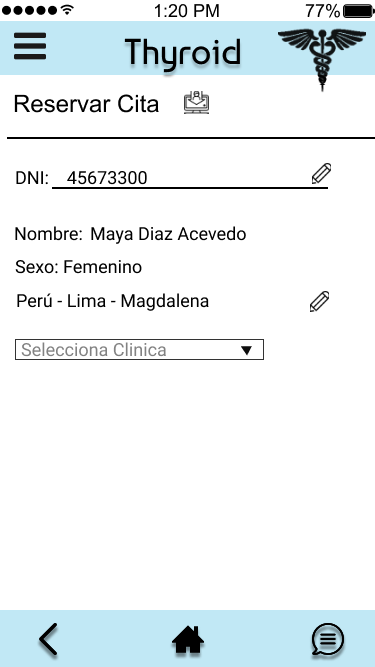 1:20 PM 77%
Thyroid
Reservar Cita
DNI: 45673300
Nombre: Maya Diaz Acevedo
Sexo: Femenino
Perú - Lima - Magdalena
Selecciona Clinica